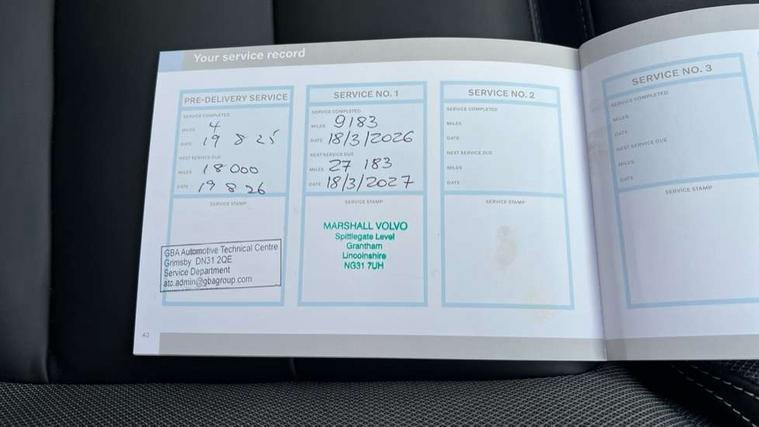 Your service record
PRE-DELIVERY SERVICE
SERVICE COMPLETED
MILES 4
DATE 19 8 25
NEXT SERVICE DUE
MILES 18 000
DATE 19 8 26
SERVICE STAMP
GBA Automotive Technical Centre
Grimsby DN31 2QE
Service Department
atc.admin@gbagroup.com
SERVICE NO. 1
SERVICE COMPLETED
MILES 9183
DATE 18/3/2026
NEXT SERVICE DUE
MILES 27 183
DATE 18/3/2027
SERVICE STAMP
MARSHALL VOLVO
Spittlegate Level
Grantham
Lincolnshire
NG31 7UH
SERVICE NO. 2
SERVICE COMPLETED
MILES
DATE
NEXT SERVICE DUE
MILES
DATE
SERVICE STAMP
SERVICE NO. 3
SERVICE COMPLETED
MILES
DATE
NEXT SERVICE DUE
MILES
DATE
SERVICE STAMP